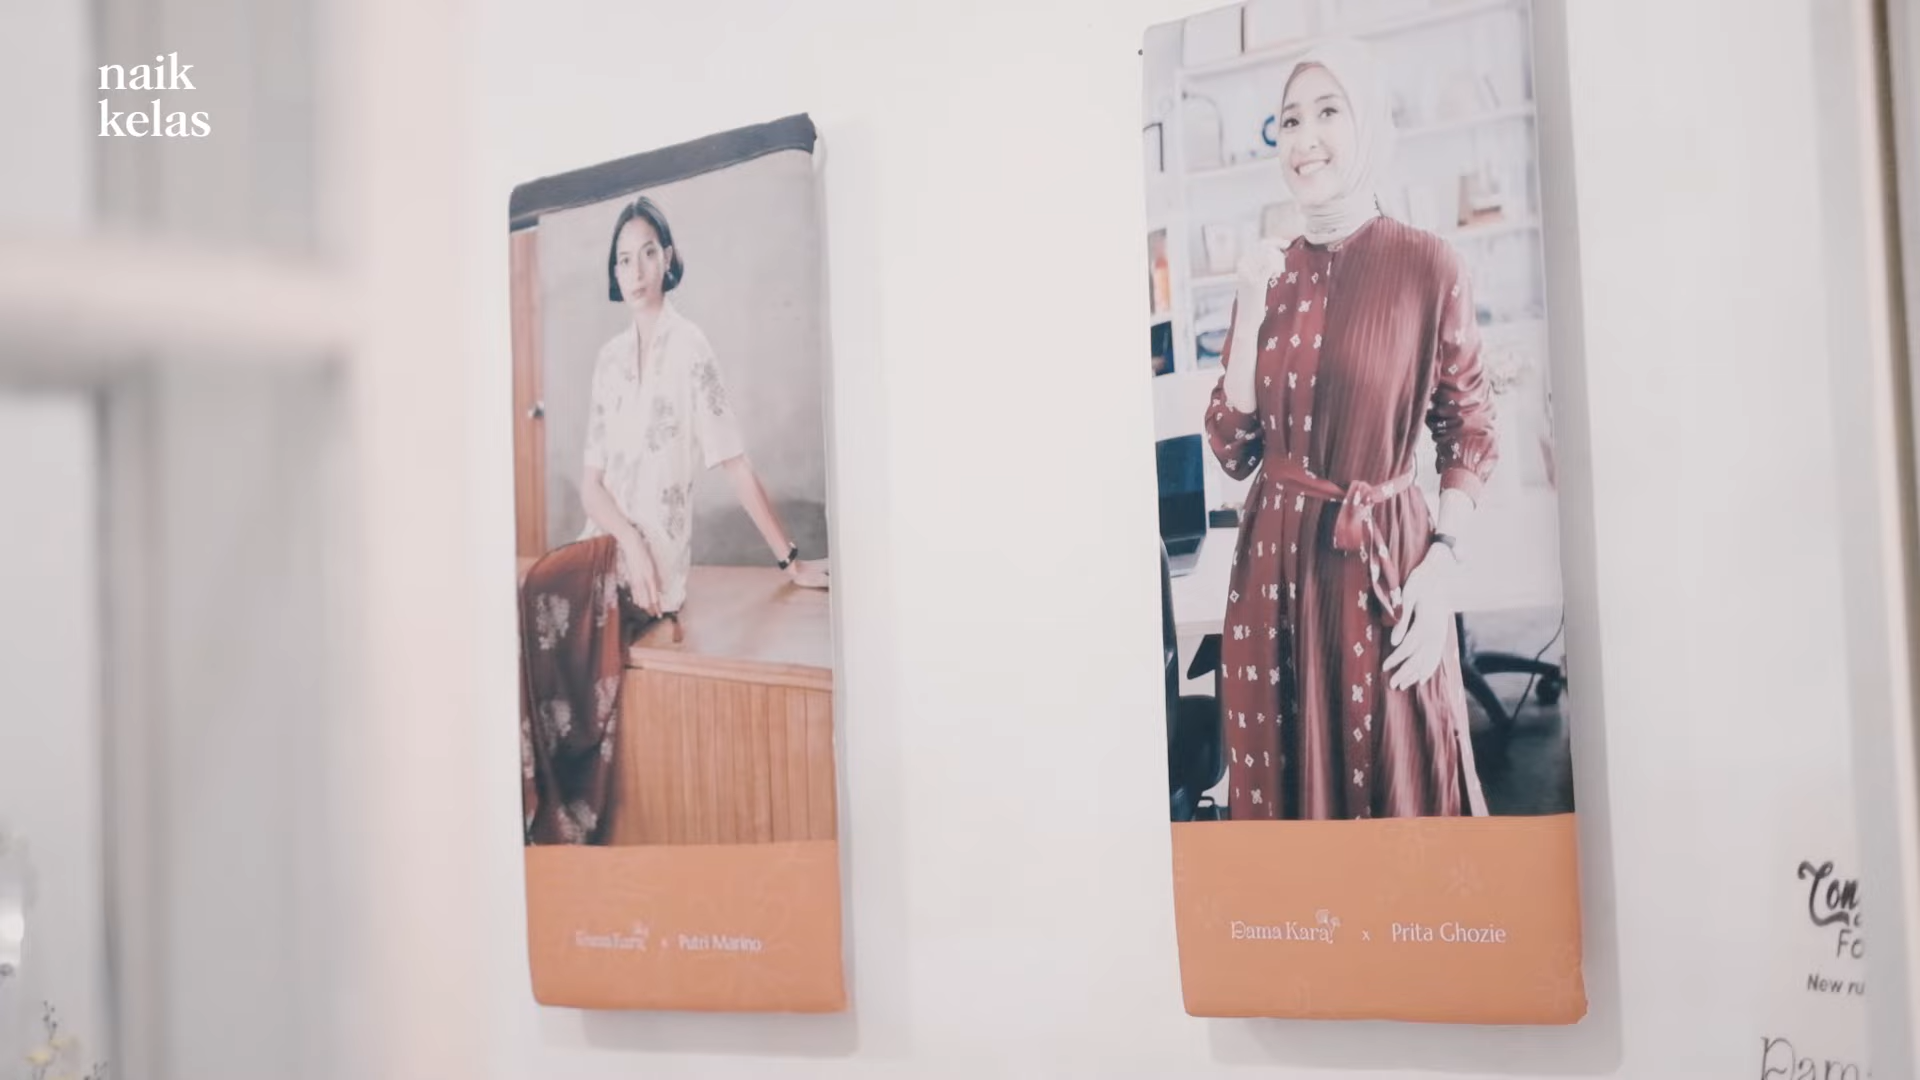 naik
kelas
Dama Kara x Putri Marino
Dama Kara x Prita Ghozie
New